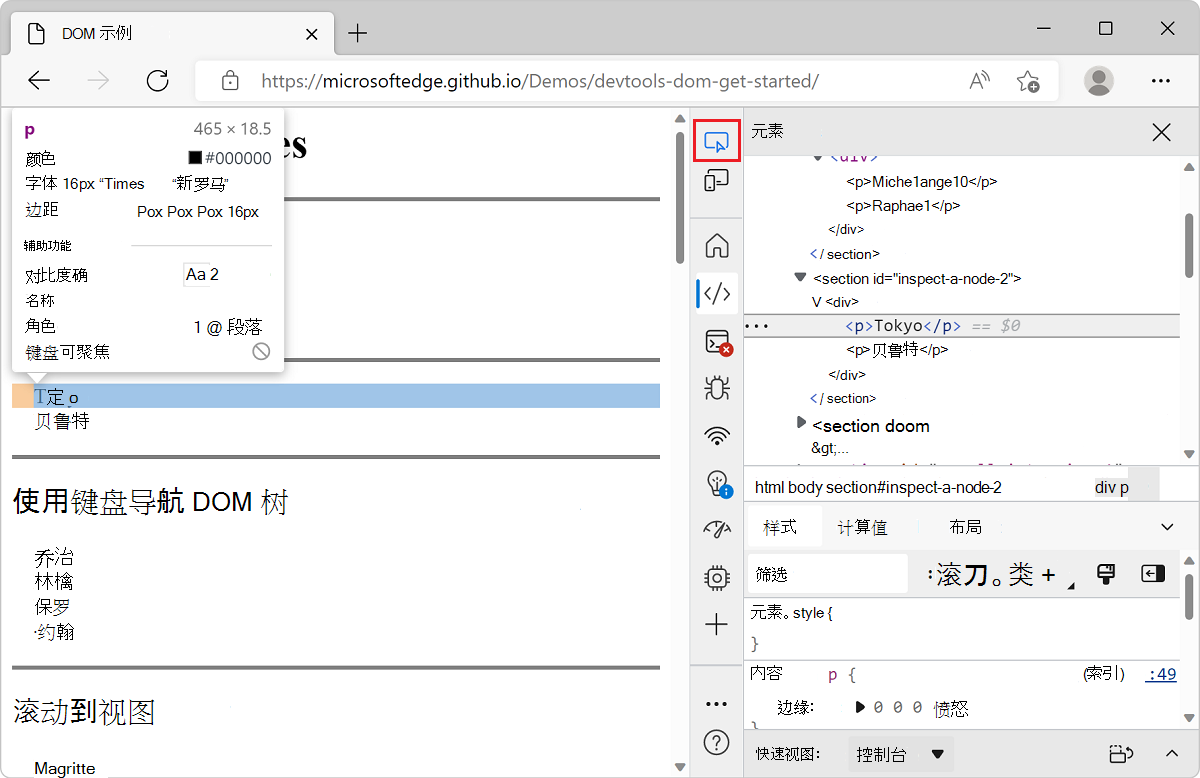 DOM 示例
https://microsoftedge.github.io/Demos/devtools-dom-get-started/
p 465 × 18.5
颜色 #000000
字体 16px “Times “新罗马”
边距 Pox Pox Pox 16px
辅助功能
对比度确 Aa 2
名称
角色 1 @ 段落
键盘可聚焦
es
T定 o
贝鲁特
使用键盘导航 DOM 树
乔治
林檎
保罗
·约翰
滚动到视图
Magritte
元素
<div>
<p>Miche1ange10</p>
<p>Raphae1</p>
</div>
</ section>
<section id="inspect-a-node-2">
V <div>
··· <p>Tokyo</p> == $0
<p>贝鲁特</p>
</div>
</ section>
<section doom
&gt;...
html body section#inspect-a-node-2 div p
样式 计算值 布局
筛选 :滚刀。类 +
元素。style {
}
内容 p { (索引) :49
边缘: 0 0 0 愤怒
}
快速视图: 控制台